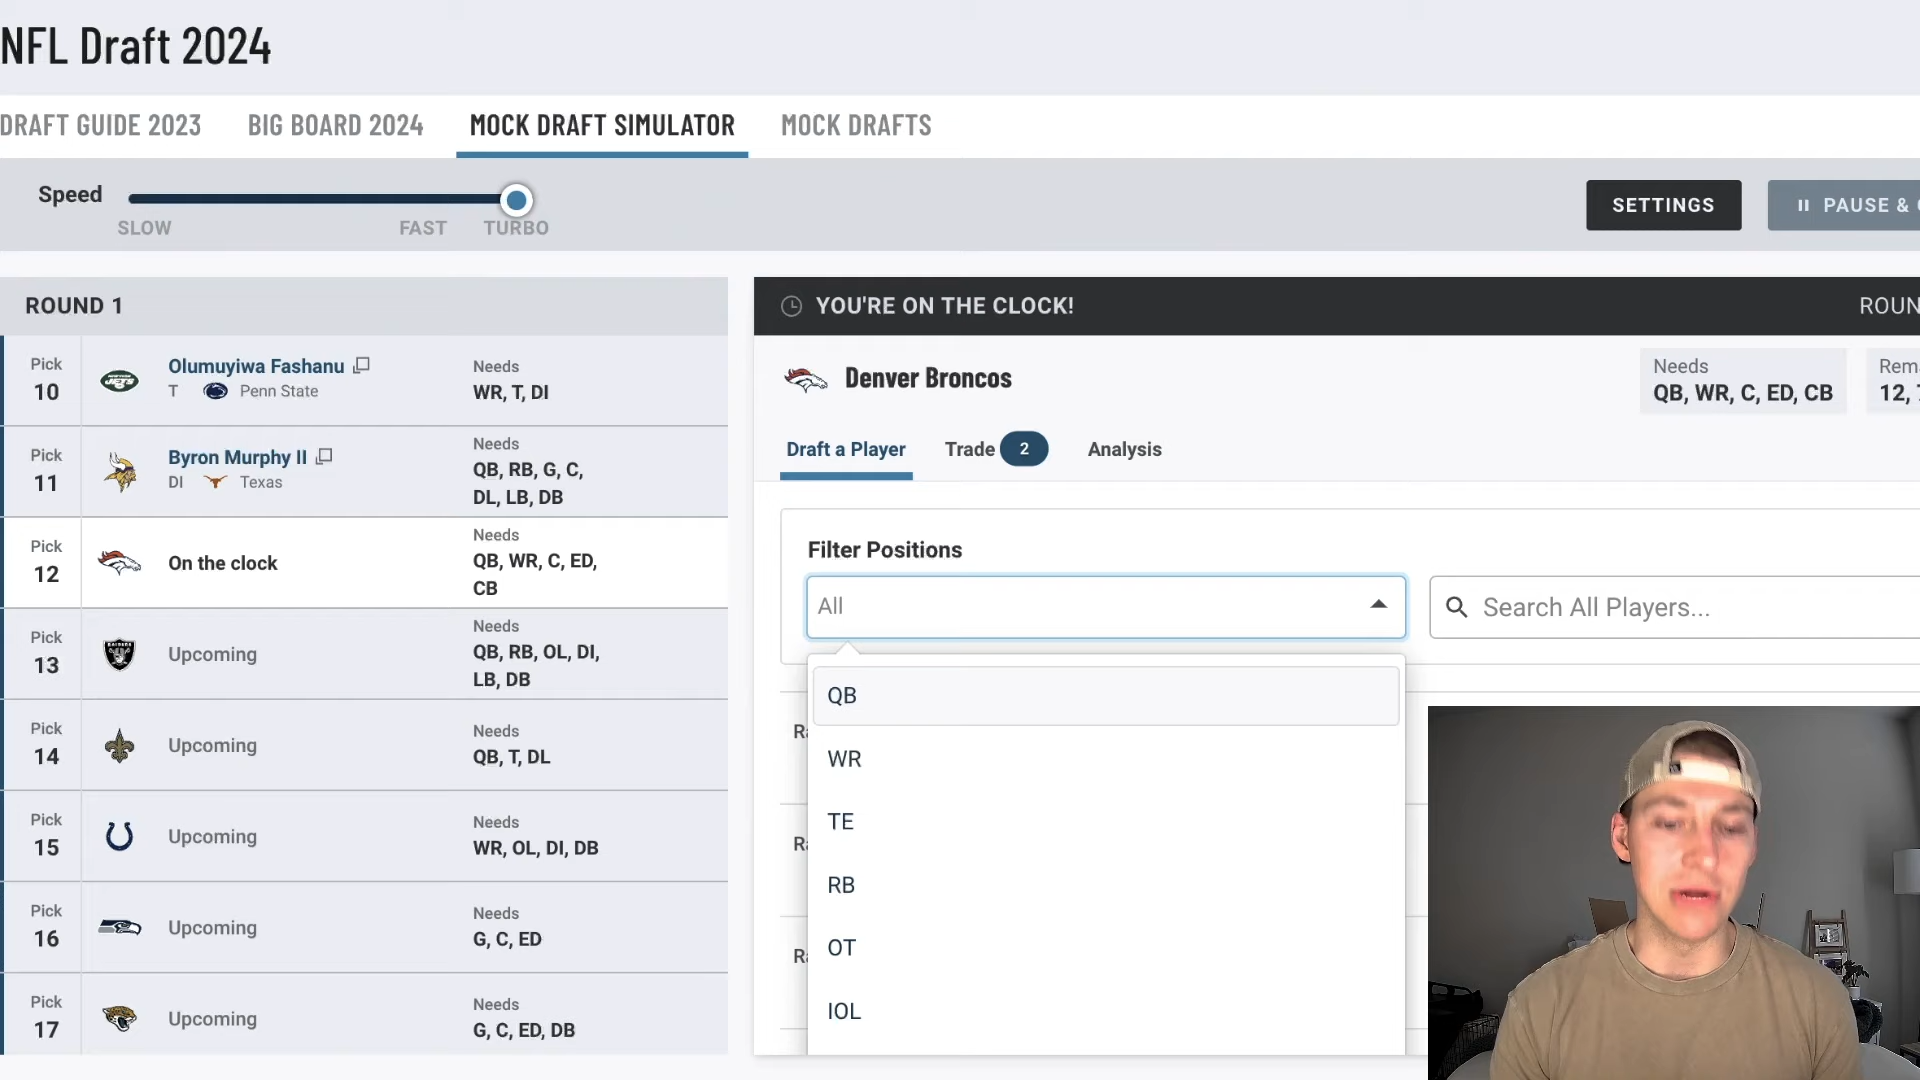 NFL Draft 2024
DRAFT GUIDE 2023 BIG BOARD 2024 MOCK DRAFT SIMULATOR MOCK DRAFTS
Speed
SLOW FAST TURBO
SETTINGS
PAUSE &
ROUND 1
Pick
10
Olumuyiwa Fashanu
T Penn State
Needs
WR, T, DI
Pick
11
Byron Murphy II
DI Texas
Needs
QB, RB, G, C,
DL, LB, DB
Pick
12
On the clock
Needs
QB, WR, C, ED,
CB
Pick
13
Upcoming
Needs
QB, RB, OL, DI,
LB, DB
Pick
14
Upcoming
Needs
QB, T, DL
Pick
15
Upcoming
Needs
WR, OL, DI, DB
Pick
16
Upcoming
Needs
G, C, ED
Pick
17
Upcoming
Needs
G, C, ED, DB
YOU'RE ON THE CLOCK!
ROUN
Denver Broncos
Needs
QB, WR, C, ED, CB
Rem
12,
Draft a Player Trade 2 Analysis
Filter Positions
All
Search All Players...
QB
WR
TE
RB
OT
IOL